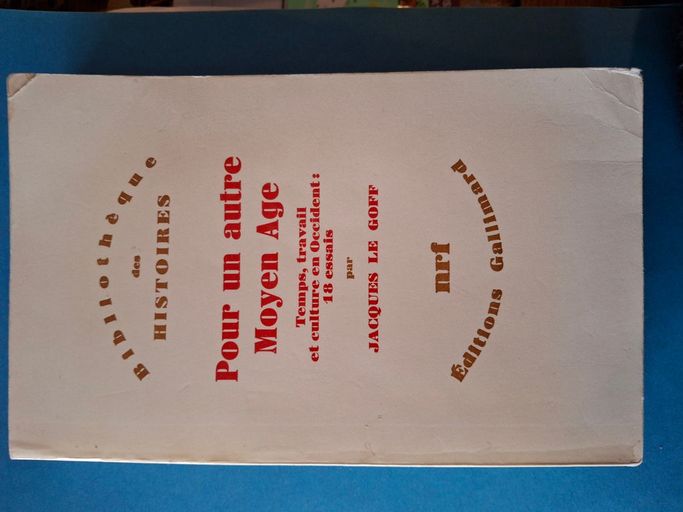 Bibliothèque
des
HISTOIRES
Pour un autre
Moyen Age
Temps, travail
et culture en Occident :
18 essais
par
JACQUES LE GOFF
nrf
Éditions Gallimard